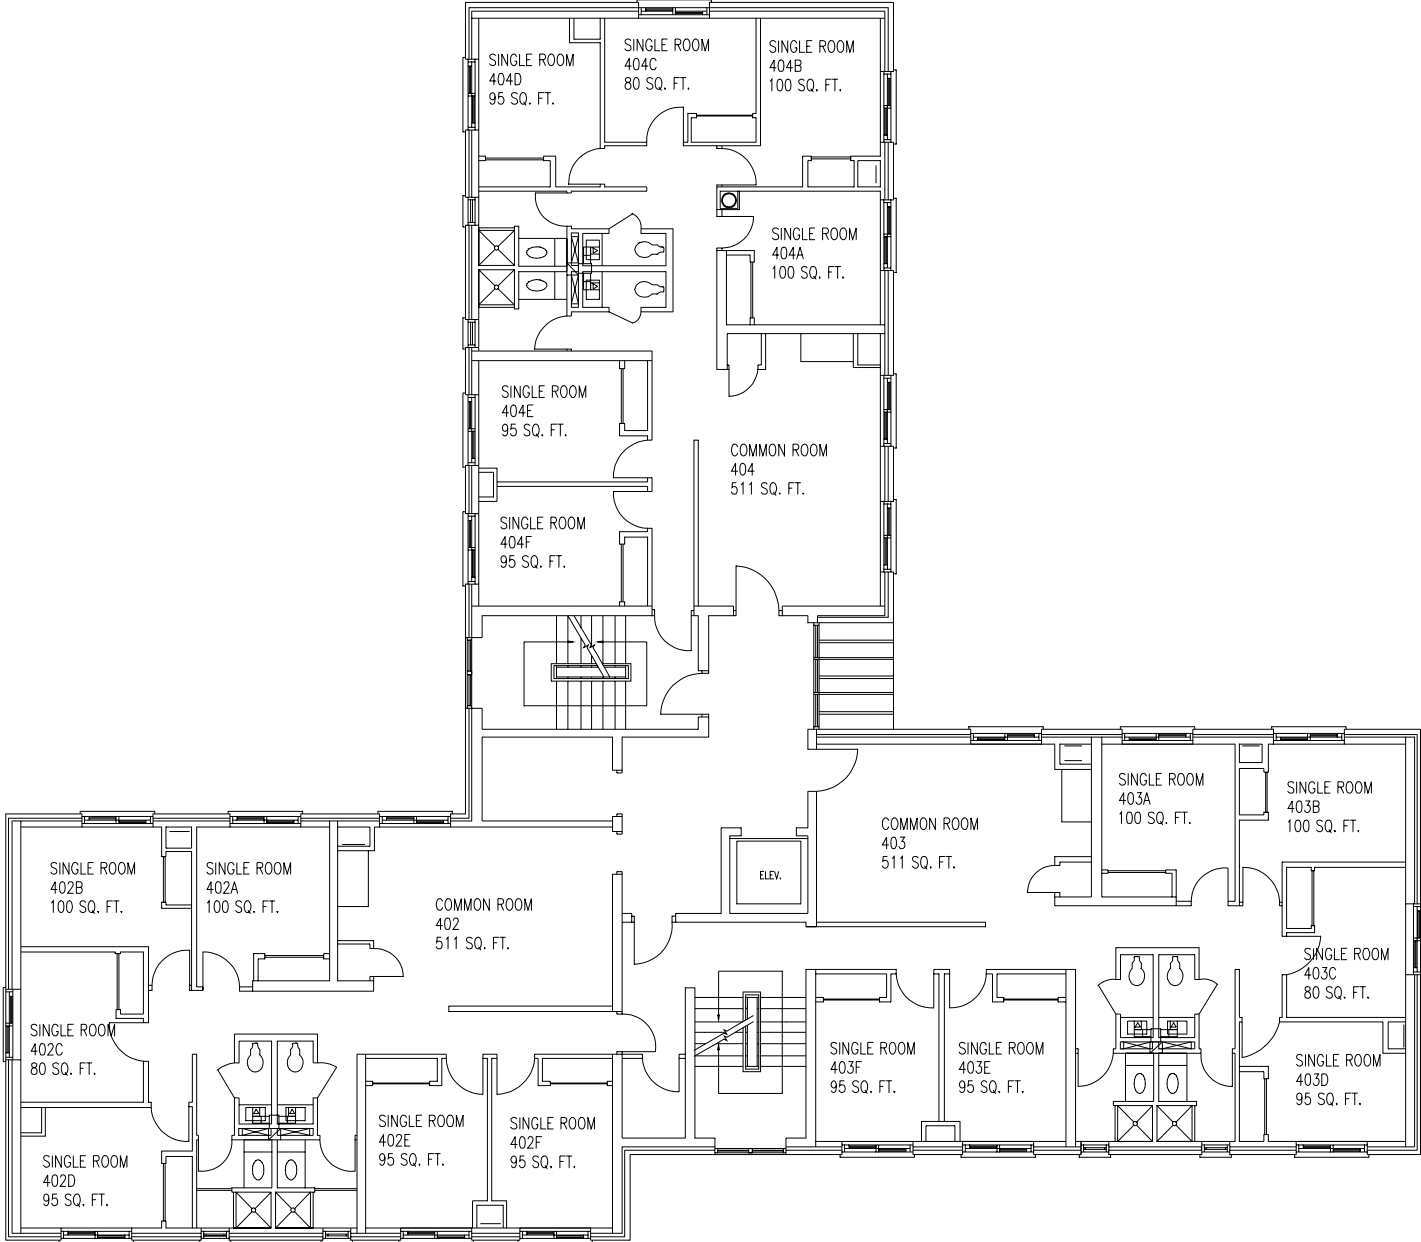 SINGLE ROOM
404D
95 SQ. FT.
SINGLE ROOM
404C
80 SQ. FT.
SINGLE ROOM
404B
100 SQ. FT.
SINGLE ROOM
404A
100 SQ. FT.
SINGLE ROOM
404E
95 SQ. FT.
COMMON ROOM
404
511 SQ. FT.
SINGLE ROOM
404F
95 SQ. FT.
SINGLE ROOM
403A
100 SQ. FT.
SINGLE ROOM
403B
100 SQ. FT.
COMMON ROOM
403
511 SQ. FT.
ELEV.
SINGLE ROOM
402B
100 SQ. FT.
SINGLE ROOM
402A
100 SQ. FT.
COMMON ROOM
402
511 SQ. FT.
SINGLE ROOM
403C
80 SQ. FT.
SINGLE ROOM
402C
80 SQ. FT.
SINGLE ROOM
403F
95 SQ. FT.
SINGLE ROOM
403E
95 SQ. FT.
SINGLE ROOM
403D
95 SQ. FT.
SINGLE ROOM
402E
95 SQ. FT.
SINGLE ROOM
402F
95 SQ. FT.
SINGLE ROOM
402D
95 SQ. FT.